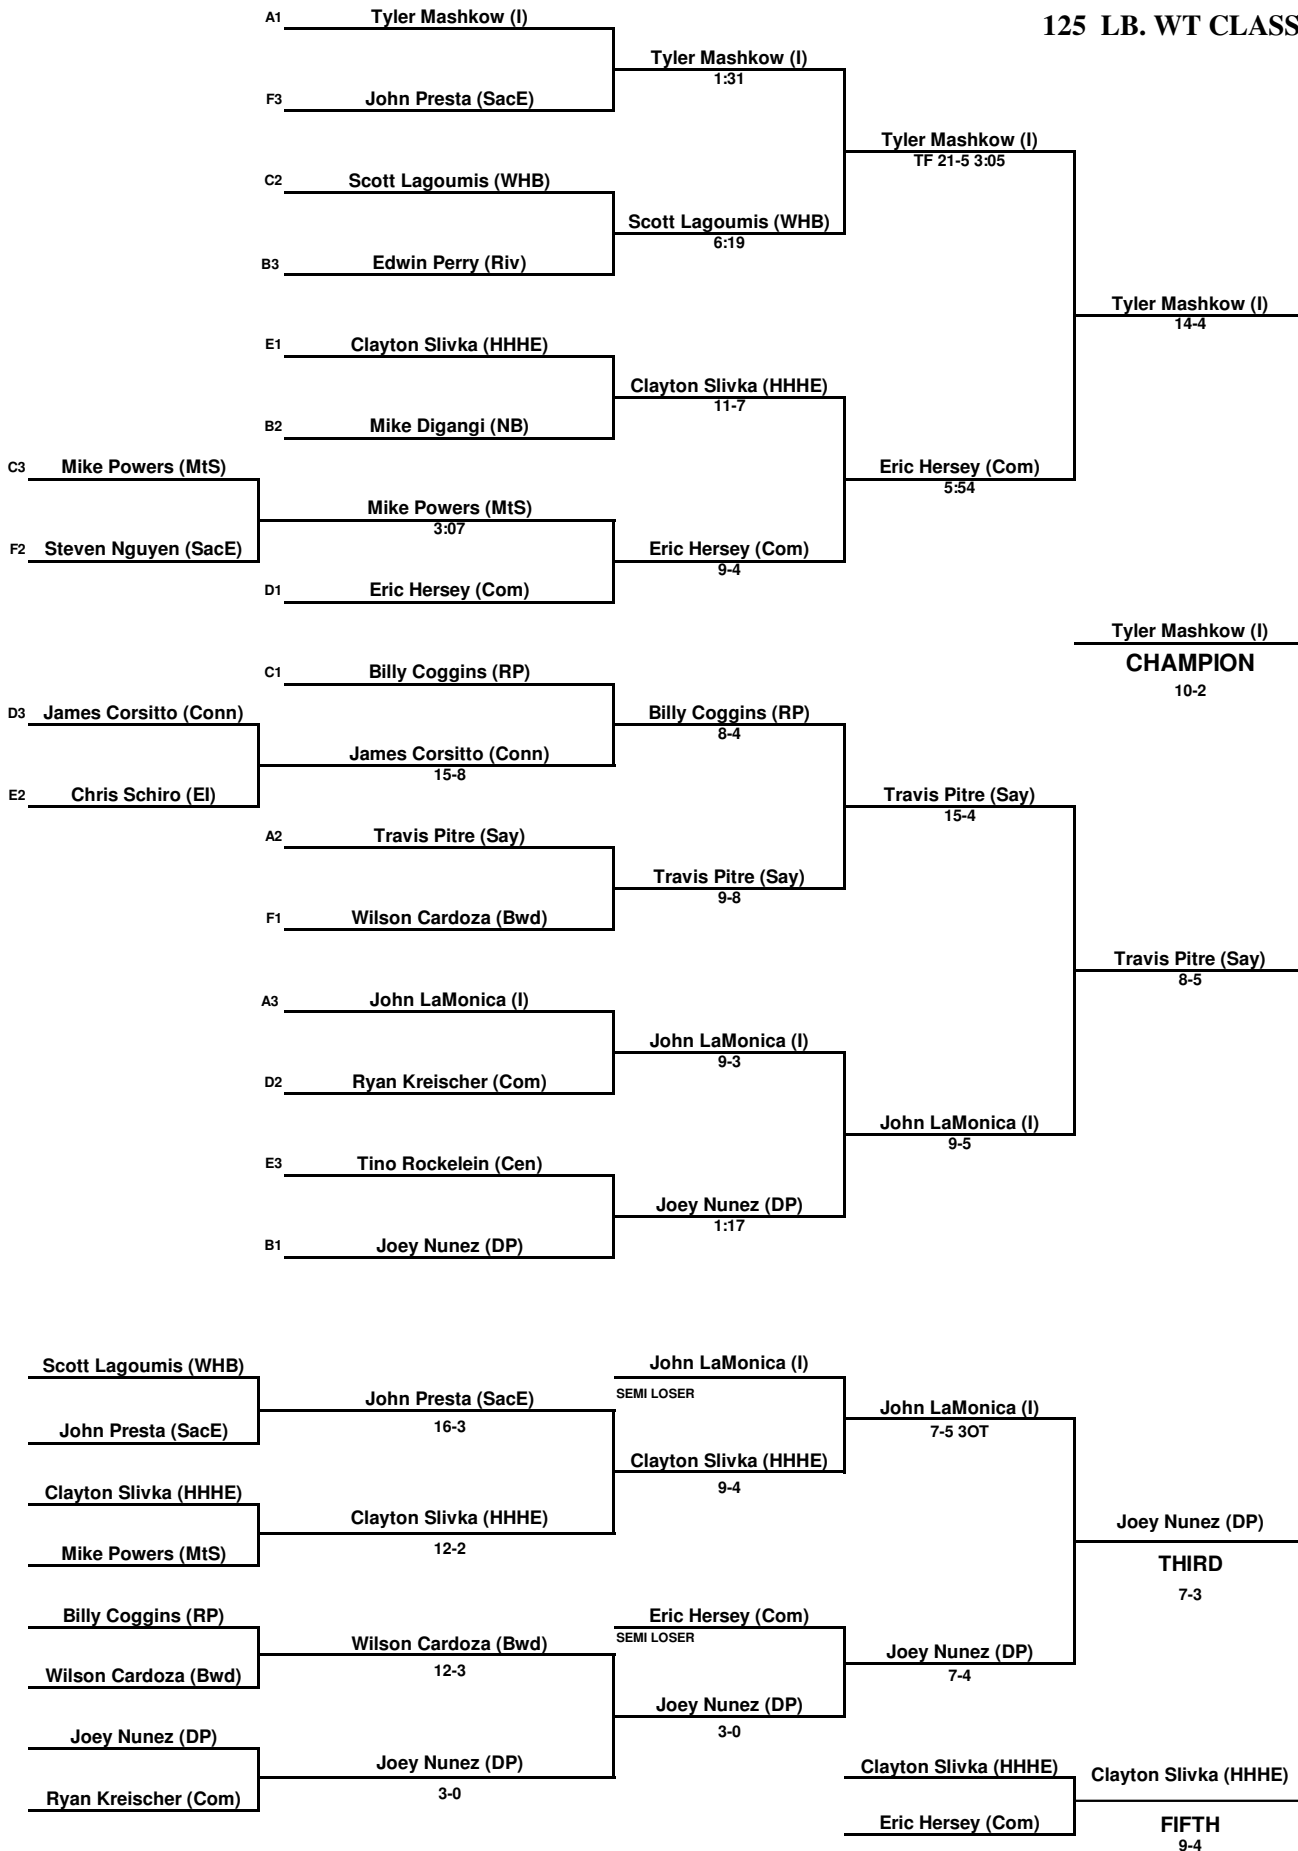 A1 Tyler Mashkow (I)
125 LB. WT CLASS
Tyler Mashkow (I)
1:31
F3 John Presta (SacE)
Tyler Mashkow (I)
TF 21-5 3:05
C2 Scott Lagoumis (WHB)
Scott Lagoumis (WHB)
6:19
B3 Edwin Perry (Riv)
Tyler Mashkow (I)
14-4
E1 Clayton Slivka (HHHE)
Clayton Slivka (HHHE)
11-7
B2 Mike Digangi (NB)
C3 Mike Powers (MtS)
Eric Hersey (Com)
5:54
Mike Powers (MtS)
3:07
F2 Steven Nguyen (SacE)
Eric Hersey (Com)
9-4
D1 Eric Hersey (Com)
Tyler Mashkow (I)
CHAMPION
10-2
C1 Billy Coggins (RP)
D3 James Corsitto (Conn)
Billy Coggins (RP)
8-4
James Corsitto (Conn)
15-8
E2 Chris Schiro (EI)
Travis Pitre (Say)
15-4
A2 Travis Pitre (Say)
Travis Pitre (Say)
9-8
F1 Wilson Cardoza (Bwd)
Travis Pitre (Say)
8-5
A3 John LaMonica (I)
John LaMonica (I)
9-3
D2 Ryan Kreischer (Com)
John LaMonica (I)
9-5
E3 Tino Rockelein (Cen)
Joey Nunez (DP)
1:17
B1 Joey Nunez (DP)
Scott Lagoumis (WHB)
John LaMonica (I)
SEMI LOSER
John Presta (SacE)
16-3
John LaMonica (I)
7-5 3OT
John Presta (SacE)
Clayton Slivka (HHHE)
9-4
Clayton Slivka (HHHE)
Clayton Slivka (HHHE)
12-2
Joey Nunez (DP)
THIRD
7-3
Mike Powers (MtS)
Billy Coggins (RP)
Eric Hersey (Com)
SEMI LOSER
Wilson Cardoza (Bwd)
12-3
Joey Nunez (DP)
7-4
Wilson Cardoza (Bwd)
Joey Nunez (DP)
3-0
Joey Nunez (DP)
Joey Nunez (DP)
3-0
Clayton Slivka (HHHE)
Clayton Slivka (HHHE)
Ryan Kreischer (Com)
Eric Hersey (Com)
FIFTH
9-4